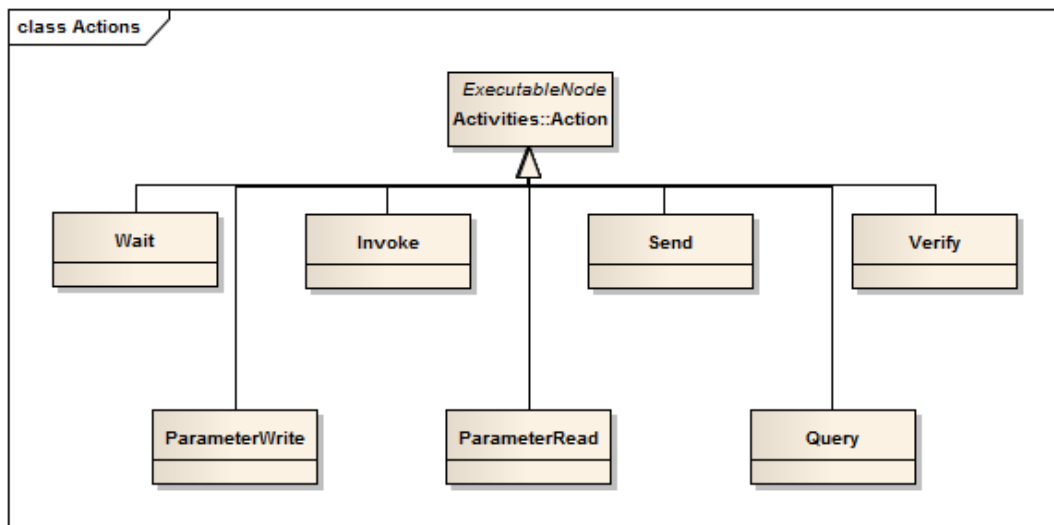 class Actions
ExecutableNode
Activities::Action
Wait
Invoke
Send
Verify
ParameterWrite
ParameterRead
Query